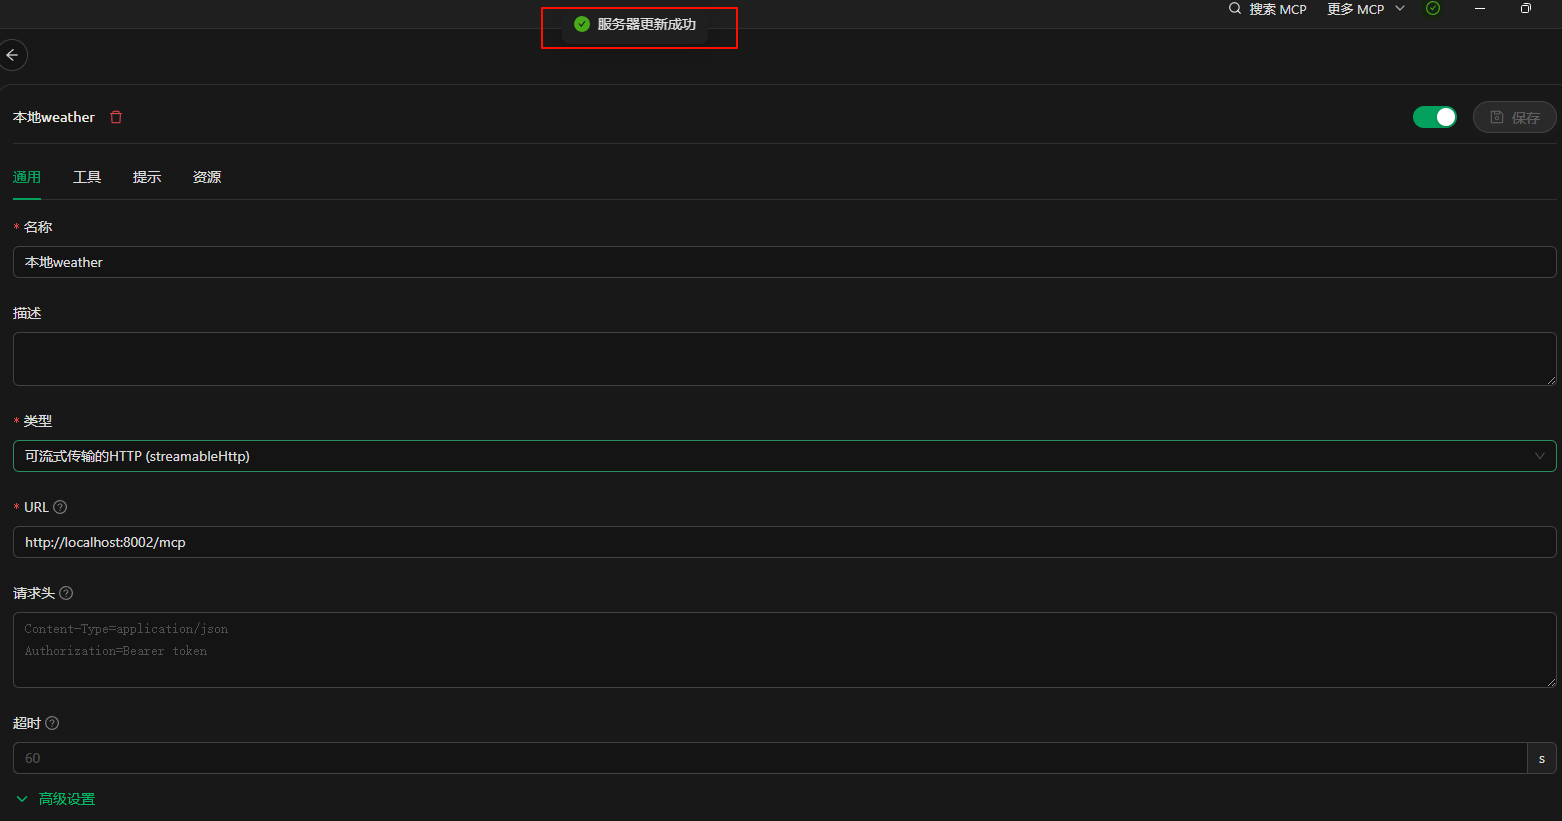 服务器更新成功
搜索 MCP
更多 MCP
本地weather
保存
通用
工具
提示
资源
* 名称
本地weather
描述
* 类型
可流式传输的HTTP (streamableHttp)
* URL
http://localhost:8002/mcp
请求头
Content-Type=application/json
Authorization=Bearer token
超时
60
s
高级设置